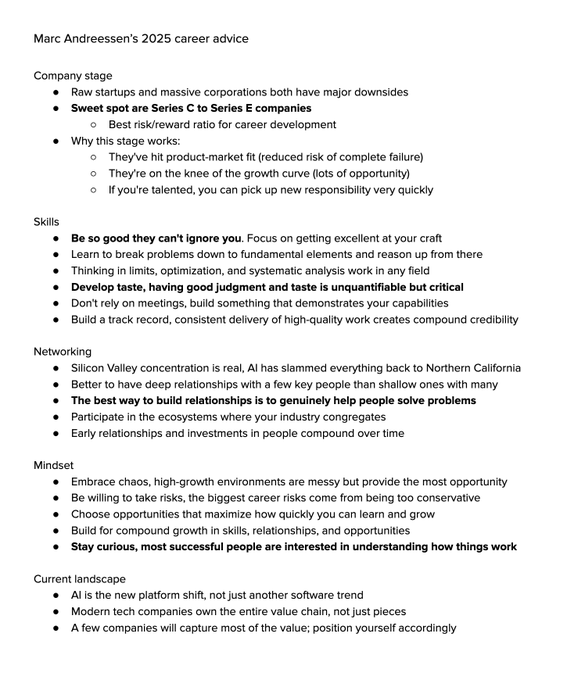 Marc Andreessen's 2025 career advice
Company stage
● Raw startups and massive corporations both have major downsides
● Sweet spot are Series C to Series E companies
○ Best risk/reward ratio for career development
● Why this stage works:
○ They've hit product-market fit (reduced risk of complete failure)
○ They're on the knee of the growth curve (lots of opportunity)
○ If you're talented, you can pick up new responsibility very quickly
Skills
● Be so good they can't ignore you. Focus on getting excellent at your craft
● Learn to break problems down to fundamental elements and reason up from there
● Thinking in limits, optimization, and systematic analysis work in any field
● Develop taste, having good judgment and taste is unquantifiable but critical
● Don't rely on meetings, build something that demonstrates your capabilities
● Build a track record, consistent delivery of high-quality work creates compound credibility
Networking
● Silicon Valley concentration is real, AI has slammed everything back to Northern California
● Better to have deep relationships with a few key people than shallow ones with many
● The best way to build relationships is to genuinely help people solve problems
● Participate in the ecosystems where your industry congregates
● Early relationships and investments in people compound over time
Mindset
● Embrace chaos, high-growth environments are messy but provide the most opportunity
● Be willing to take risks, the biggest career risks come from being too conservative
● Choose opportunities that maximize how quickly you can learn and grow
● Build for compound growth in skills, relationships, and opportunities
● Stay curious, most successful people are interested in understanding how things work
Current landscape
● AI is the new platform shift, not just another software trend
● Modern tech companies own the entire value chain, not just pieces
● A few companies will capture most of the value; position yourself accordingly